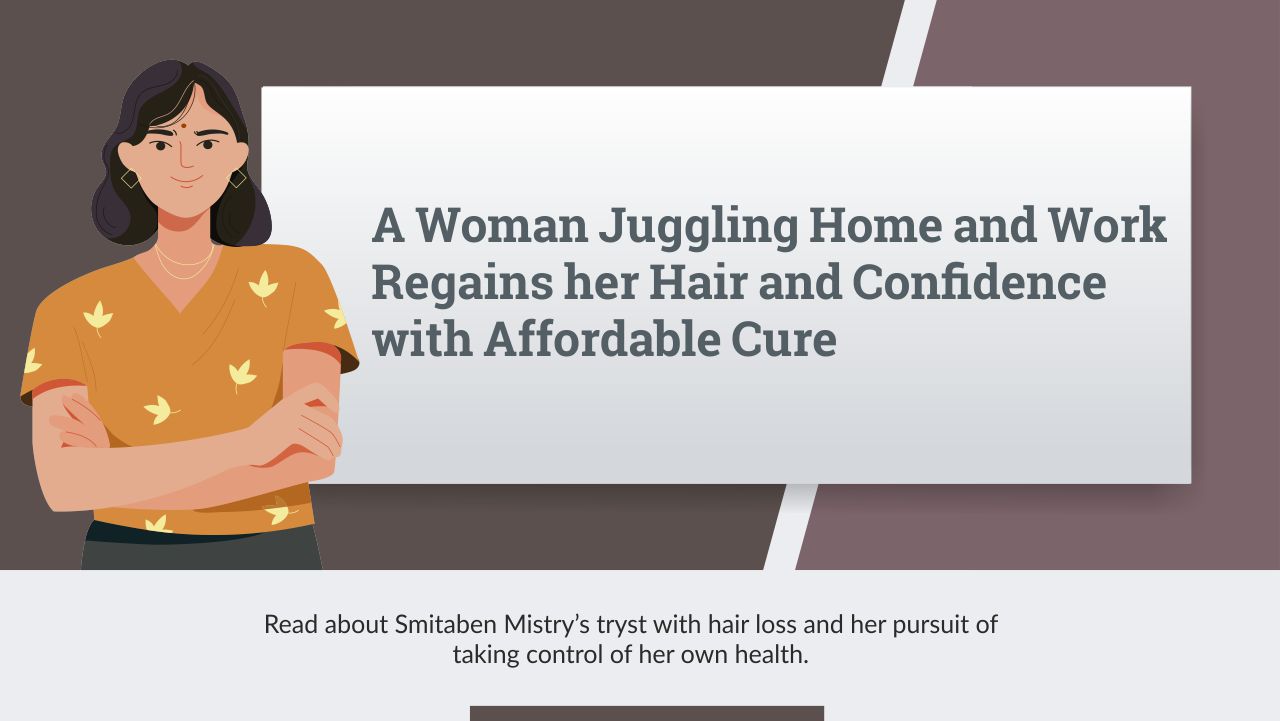 A Woman Juggling Home and Work
Regains her Hair and Confidence
with Affordable Cure
Read about Smitaben Mistry’s tryst with hair loss and her pursuit of
taking control of her own health.